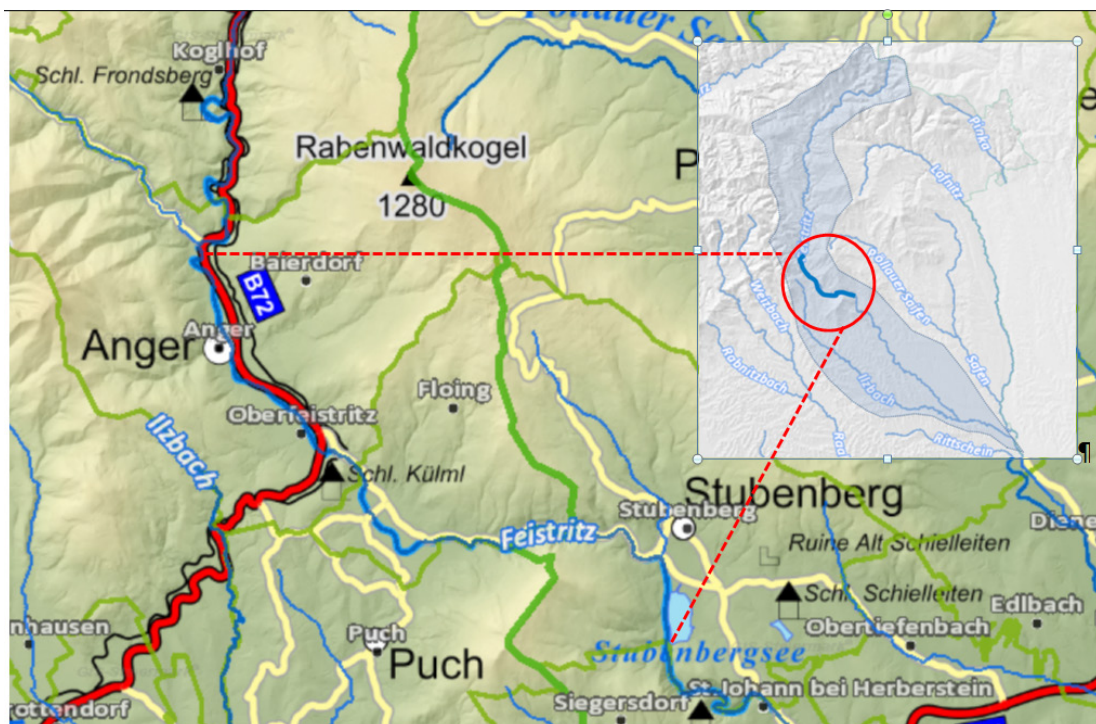 Koglhof
Schl. Frondsberg
Rabenwaldkogel
1280
Baierdorf
B72
Anger
Anger
Floing
Oberfeistritz
Ilzbach
Schl. Külml
Feistritz
Stubenberg
Stubenberg
Ruine Alt Schielleiten
Schl. Schielleiten
Edlbach
Obertiefenbach
Puch
Puch
Stubenbergsee
Siegersdorf
St. Johann bei Herberstein
Pinka
Lafnitz
Feistritz
Pöllauer Saifen
Safen
Weizbach
Rabnitzbach
Ilzbach
Rittschein
Raab
¶